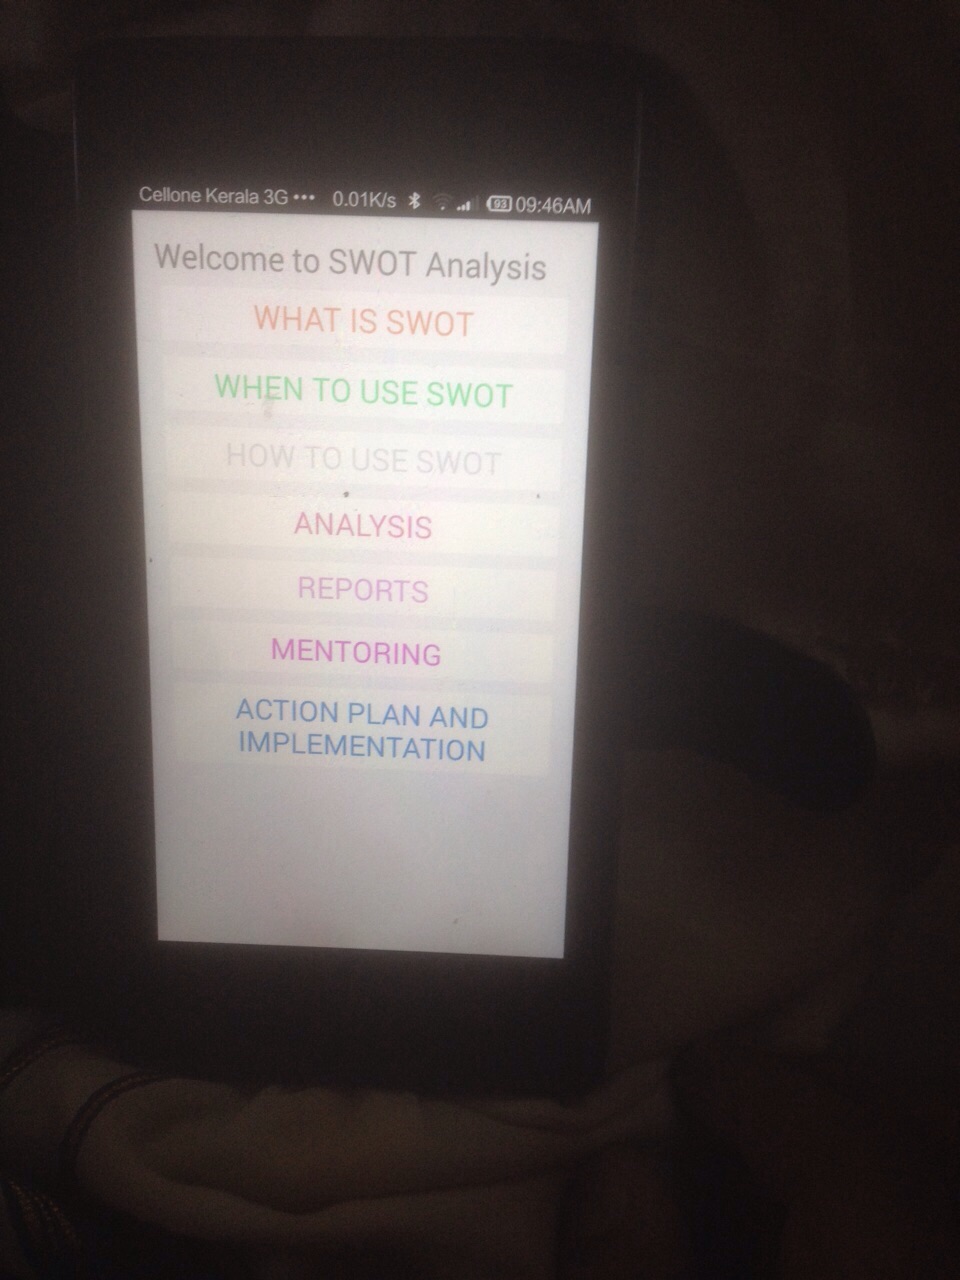 Cellone Kerala 3G ••• 0.01K/s 93 09:46AM
Welcome to SWOT Analysis
WHAT IS SWOT
WHEN TO USE SWOT
HOW TO USE SWOT
ANALYSIS
REPORTS
MENTORING
ACTION PLAN AND
IMPLEMENTATION